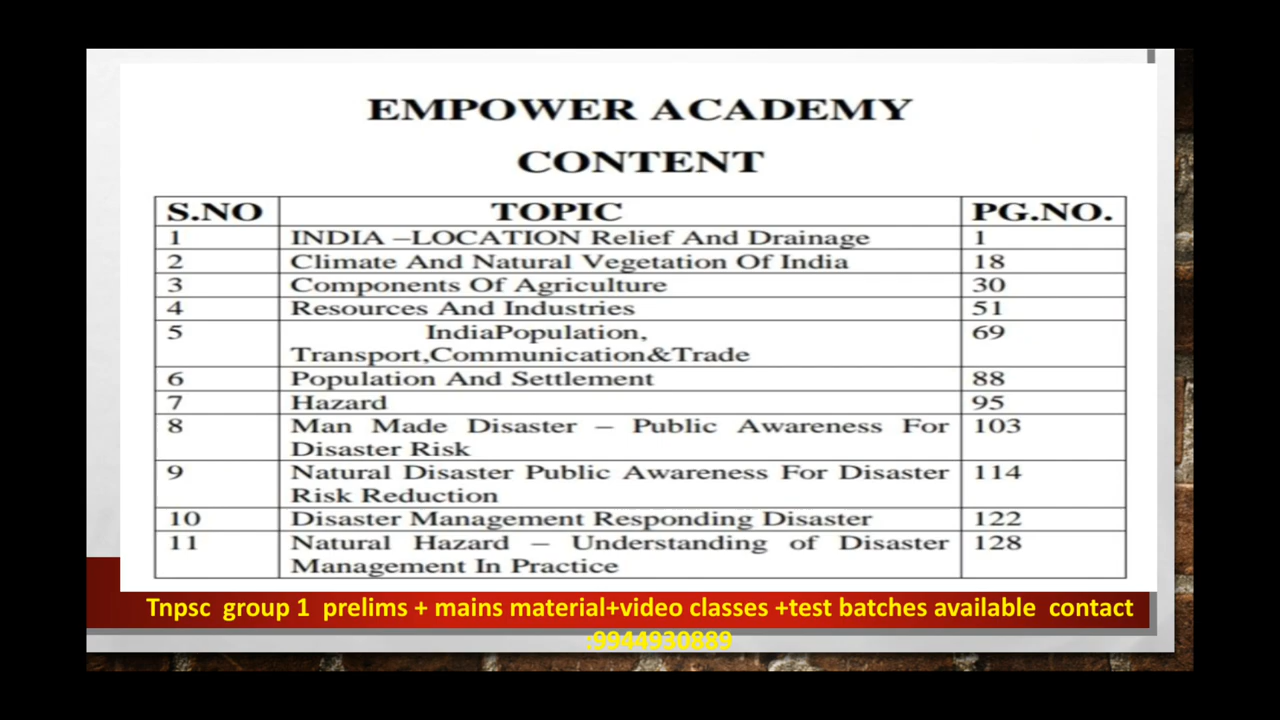 EMPOWER ACADEMY
CONTENT
S.NO TOPIC PG.NO.
1 INDIA –LOCATION Relief And Drainage 1
2 Climate And Natural Vegetation Of India 18
3 Components Of Agriculture 30
4 Resources And Industries 51
5 IndiaPopulation, 69
Transport,Communication&Trade
6 Population And Settlement 88
7 Hazard 95
8 Man Made Disaster – Public Awareness For 103
Disaster Risk
9 Natural Disaster Public Awareness For Disaster 114
Risk Reduction
10 Disaster Management Responding Disaster 122
11 Natural Hazard – Understanding of Disaster 128
Management In Practice
Tnpsc group 1 prelims + mains material+video classes +test batches available contact
:9944930889